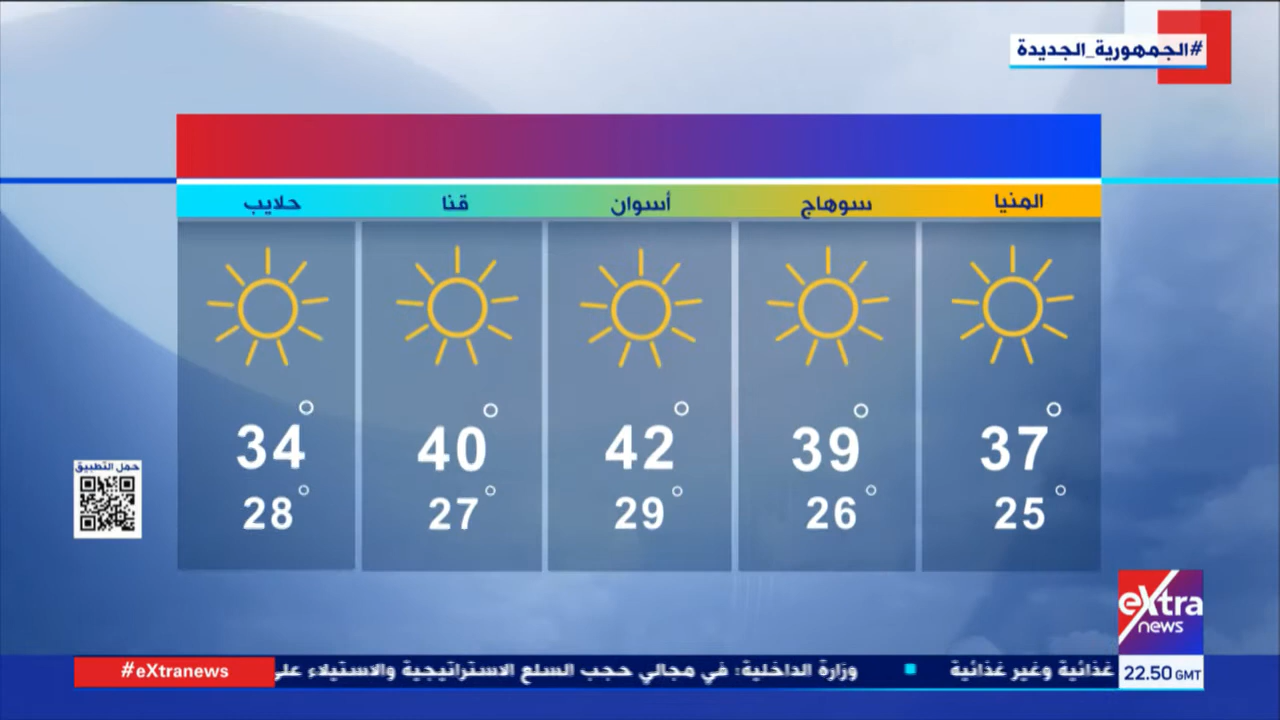 #الجمهورية_الجديدة
المنيا سوهاج أسوان قنا حلايب
37° 39° 42° 40° 34°
25° 26° 29° 27° 28°
حمل التطبيق
eXtra
news
غذائية وغير غذائية ■ وزارة الداخلية: في مجالي حجب السلع الاستراتيجية والاستيلاء على
#eXtranews
22.50 GMT